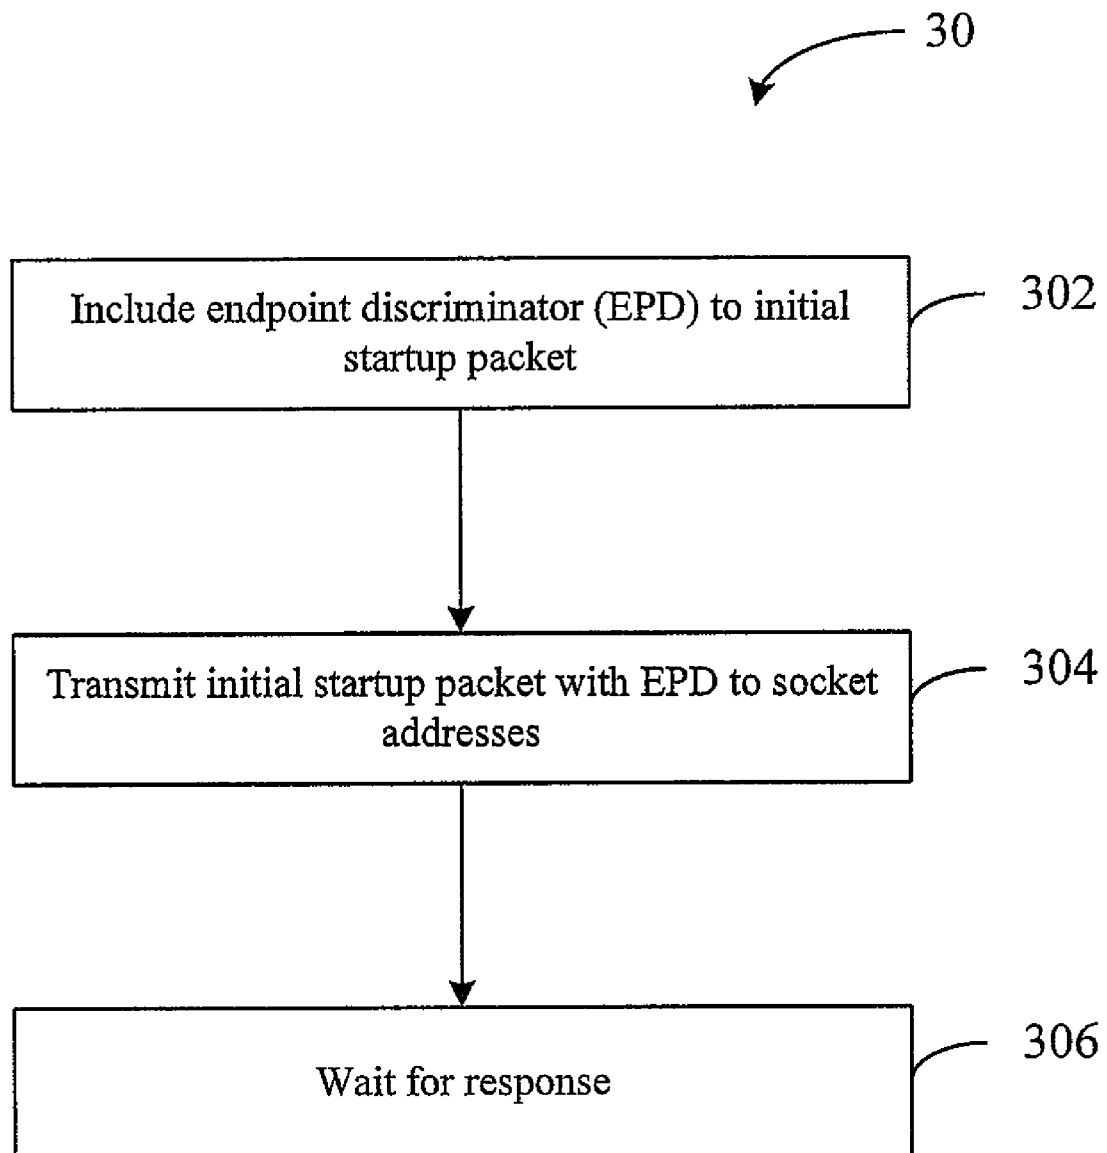 30
Include endpoint discriminator (EPD) to initial
startup packet
302
Transmit initial startup packet with EPD to socket
addresses
304
Wait for response
306